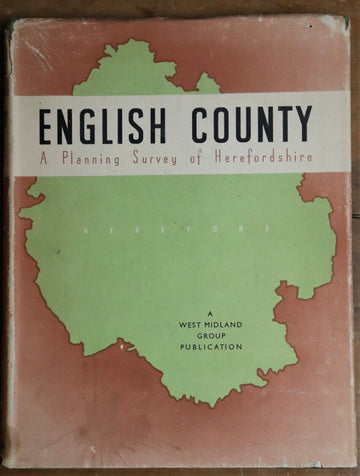 ENGLISH COUNTY
A Planning Survey of Herefordshire
HEREFORD
A
WEST MIDLAND
GROUP
PUBLICATION